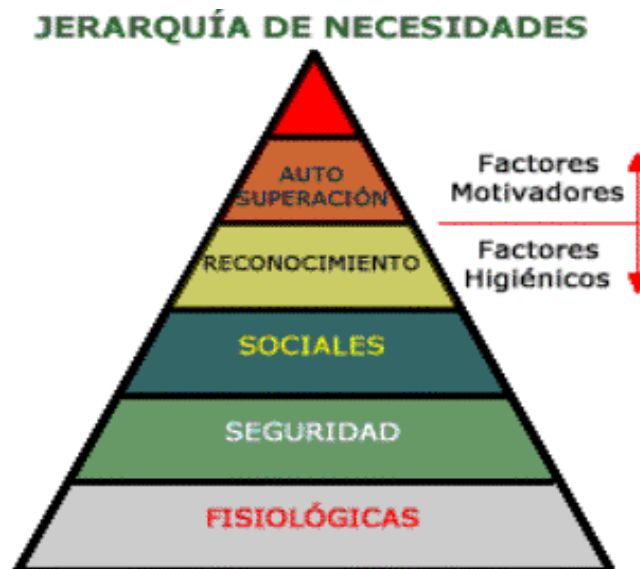 JERARQUÍA DE NECESIDADES
AUTO
SUPERACIÓN
Factores
Motivadores
RECONOCIMIENTO
Factores
Higiénicos
SOCIALES
SEGURIDAD
FISIOLÓGICAS